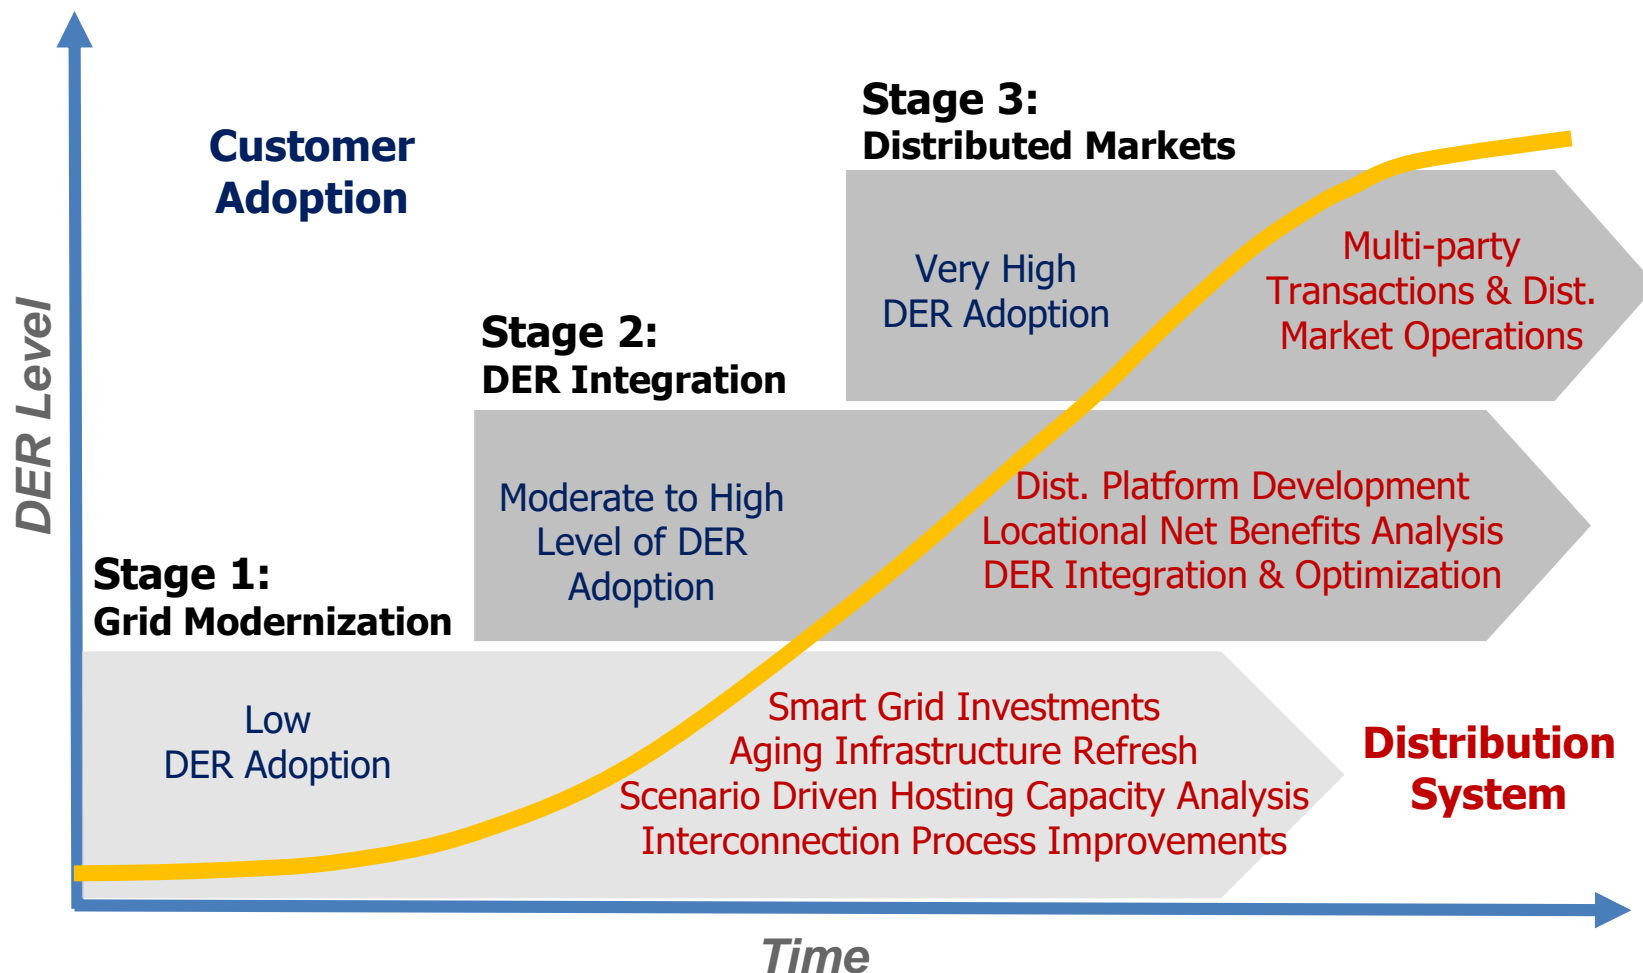 Customer
Adoption
Stage 3:
Distributed Markets
Very High
DER Adoption
Multi-party
Transactions & Dist.
Market Operations
Stage 2:
DER Integration
Moderate to High
Level of DER
Adoption
Dist. Platform Development
Locational Net Benefits Analysis
DER Integration & Optimization
Stage 1:
Grid Modernization
Low
DER Adoption
Smart Grid Investments
Aging Infrastructure Refresh
Scenario Driven Hosting Capacity Analysis
Interconnection Process Improvements
Distribution
System
DER Level
Time